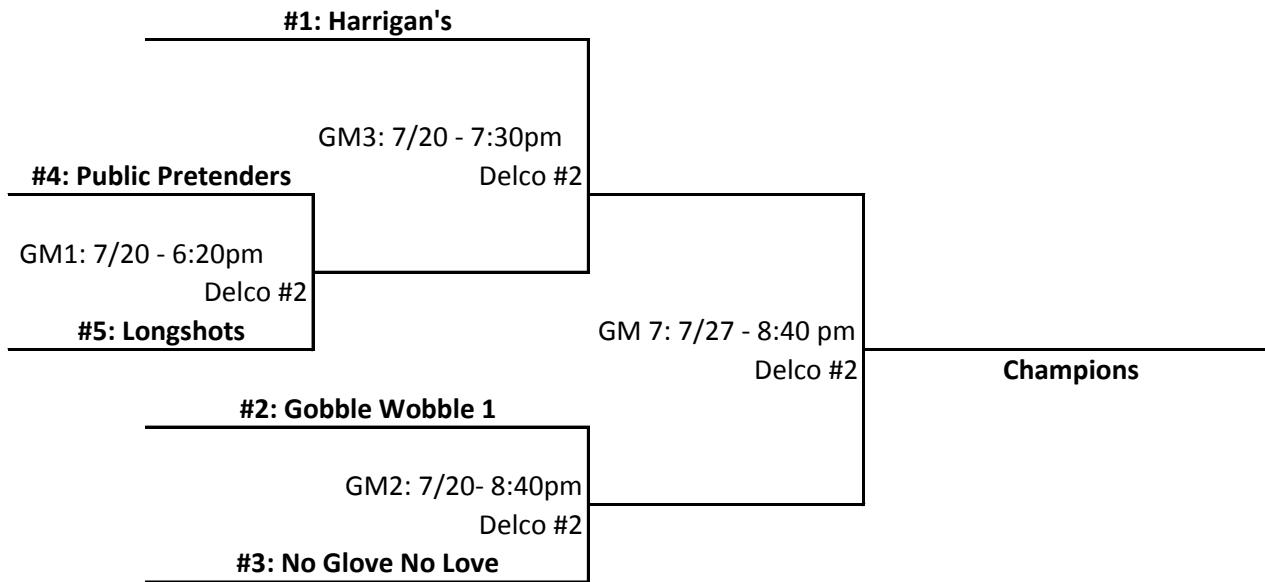 #1: Harrigan's
GM3: 7/20 - 7:30pm
#4: Public Pretenders
Delco #2
GM1: 7/20 - 6:20pm
Delco #2
#5: Longshots
GM 7: 7/27 - 8:40 pm
Delco #2
Champions
#2: Gobble Wobble 1
GM2: 7/20- 8:40pm
Delco #2
#3: No Glove No Love